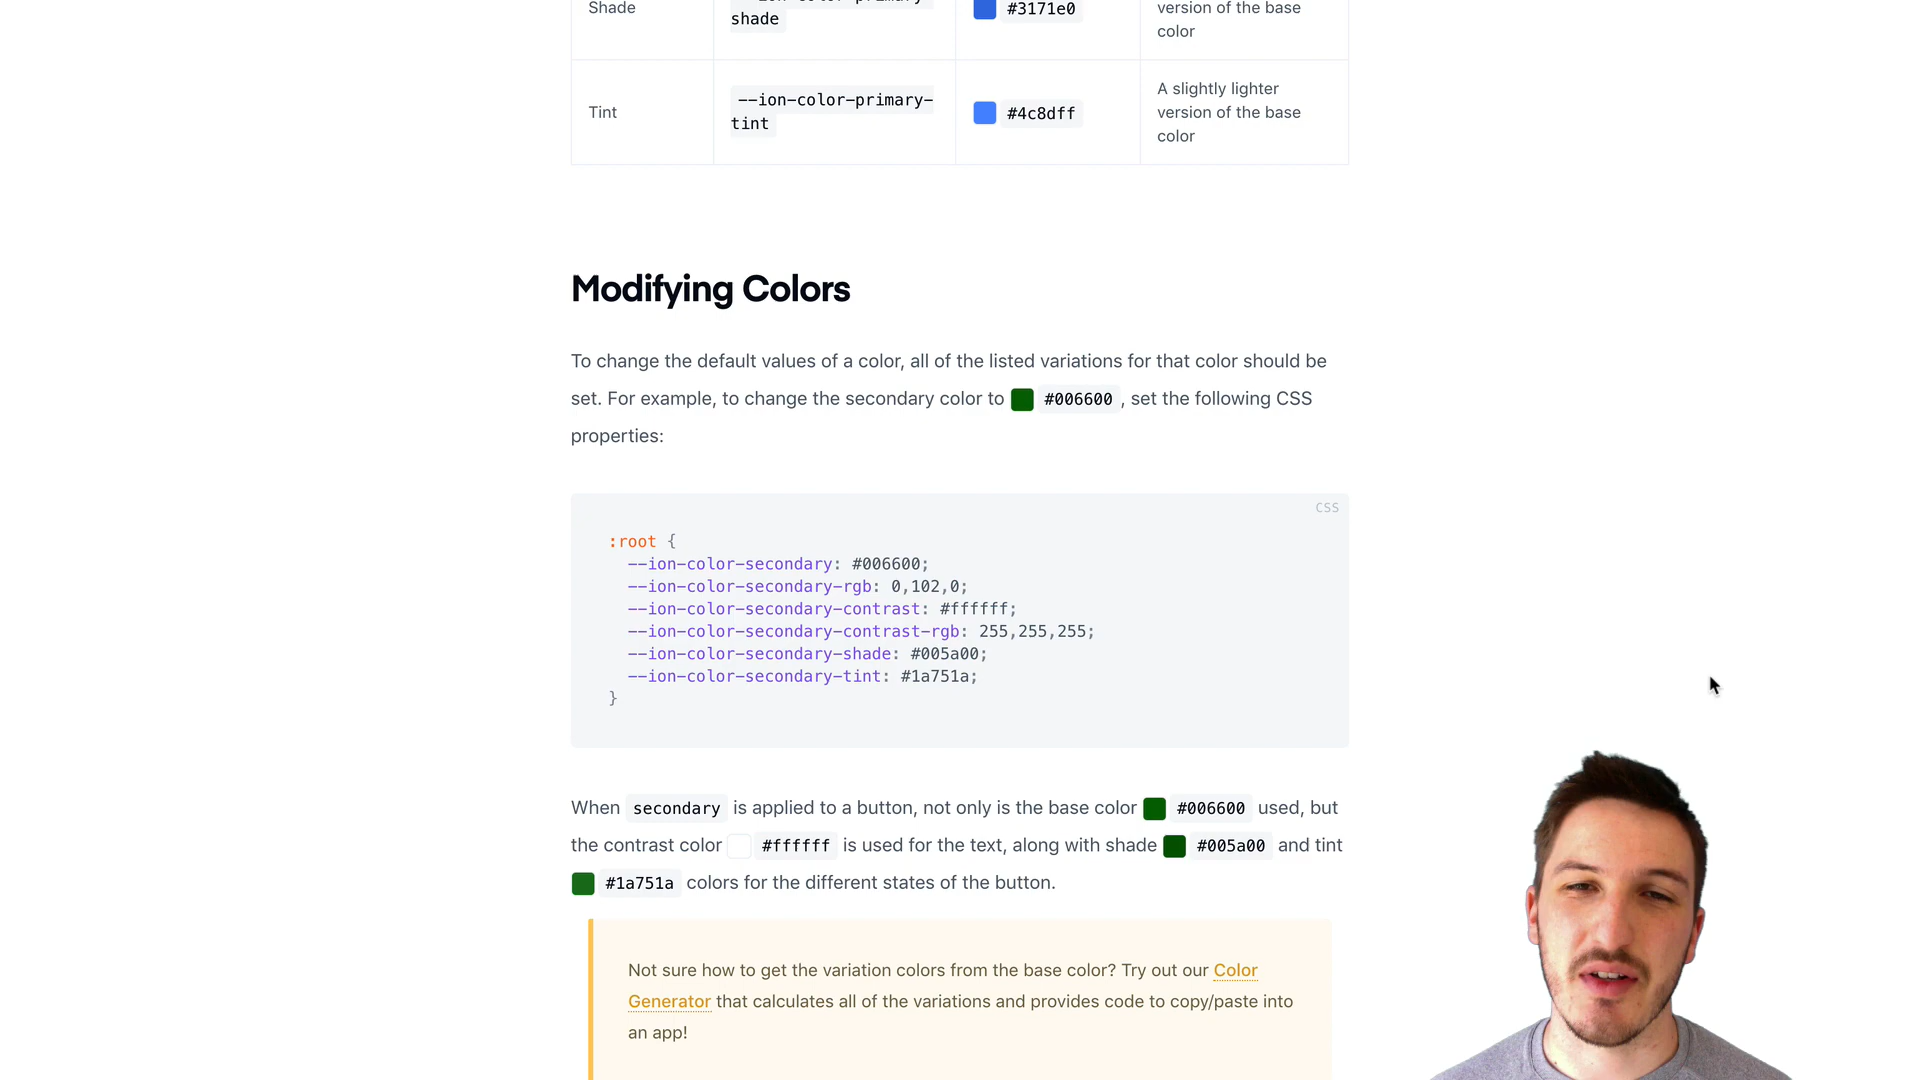 Shade
shade
#3171e0
version of the base
color
Tint
--ion-color-primary-
tint
#4c8dff
A slightly lighter
version of the base
color
Modifying Colors
To change the default values of a color, all of the listed variations for that color should be
set. For example, to change the secondary color to #006600 , set the following CSS
properties:
CSS
:root {
--ion-color-secondary: #006600;
--ion-color-secondary-rgb: 0,102,0;
--ion-color-secondary-contrast: #ffffff;
--ion-color-secondary-contrast-rgb: 255,255,255;
--ion-color-secondary-shade: #005a00;
--ion-color-secondary-tint: #1a751a;
}
When secondary is applied to a button, not only is the base color #006600 used, but
the contrast color #ffffff is used for the text, along with shade #005a00 and tint
#1a751a colors for the different states of the button.
Not sure how to get the variation colors from the base color? Try out our Color
Generator that calculates all of the variations and provides code to copy/paste into
an app!